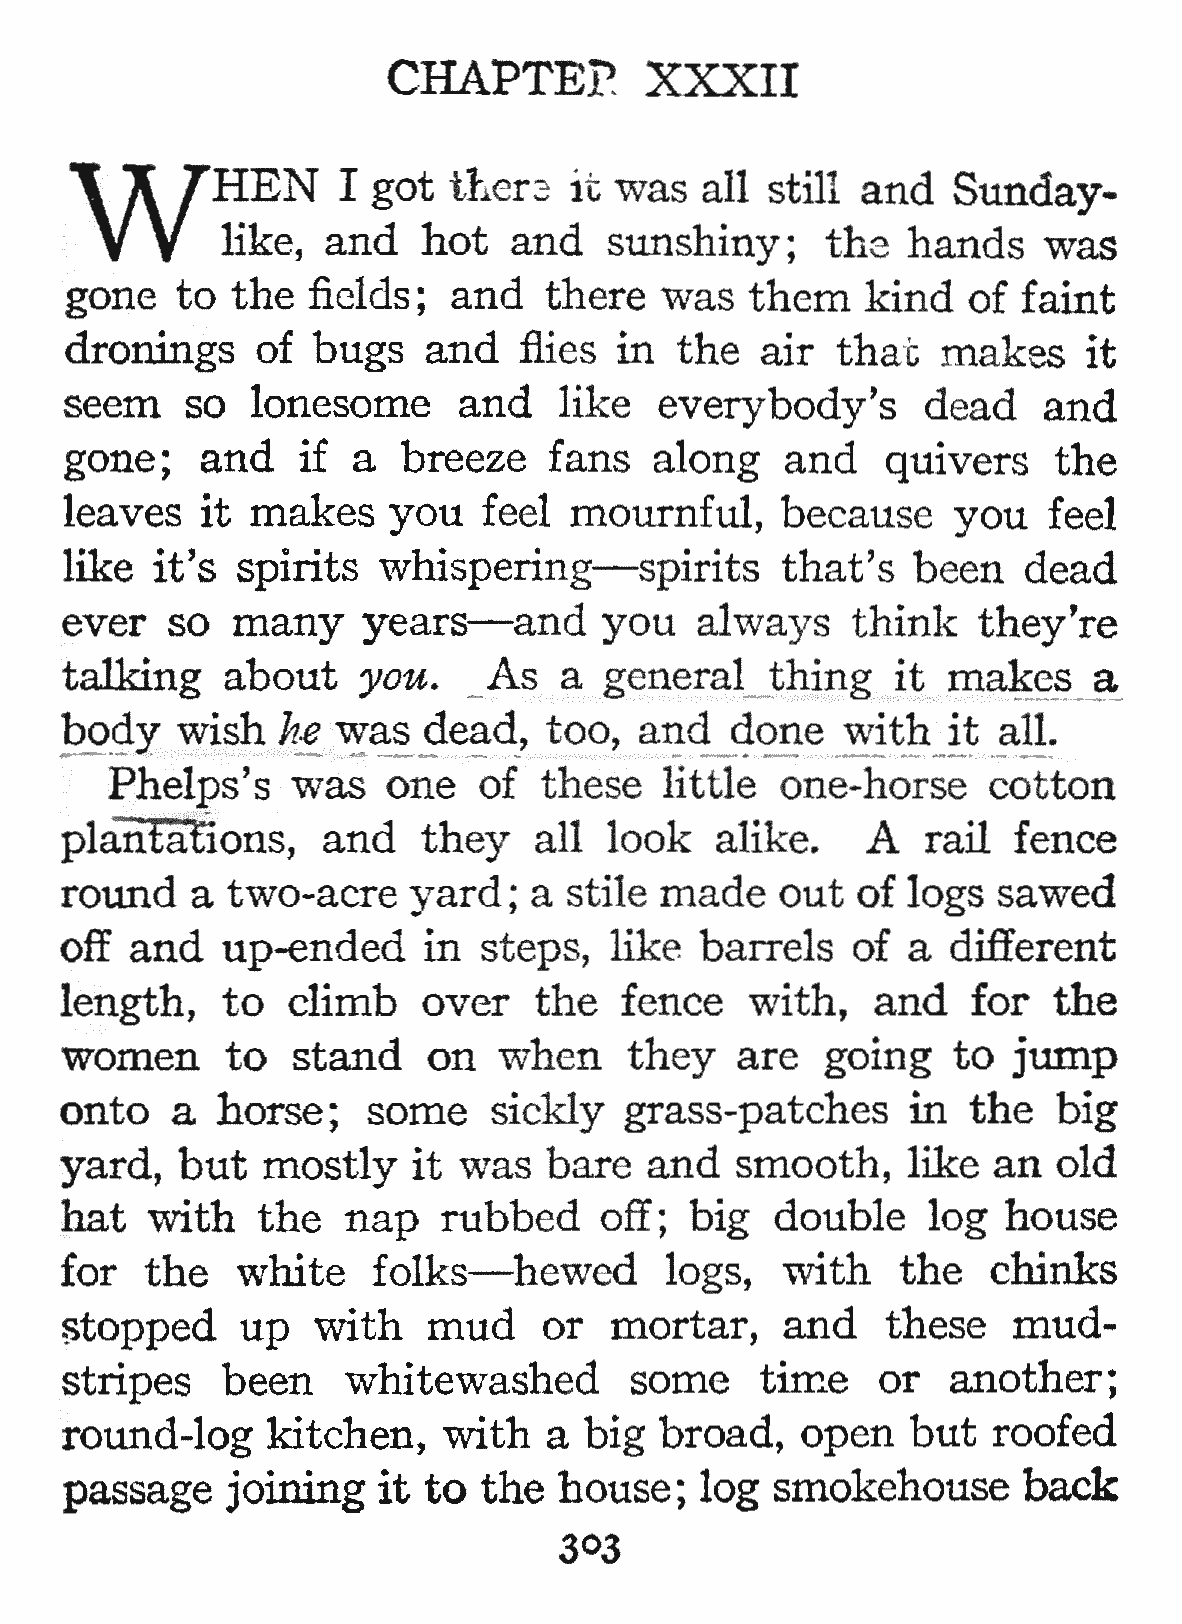 CHAPTER XXXII
WHEN I got there it was all still and Sunday-
like, and hot and sunshiny; the hands was
gone to the fields; and there was them kind of faint
dronings of bugs and flies in the air that makes it
seem so lonesome and like everybody's dead and
gone; and if a breeze fans along and quivers the
leaves it makes you feel mournful, because you feel
like it's spirits whispering—spirits that's been dead
ever so many years—and you always think they're
talking about you. As a general thing it makes a
body wish he was dead, too, and done with it all.
Phelps's was one of these little one-horse cotton
plantations, and they all look alike. A rail fence
round a two-acre yard; a stile made out of logs sawed
off and up-ended in steps, like barrels of a different
length, to climb over the fence with, and for the
women to stand on when they are going to jump
onto a horse; some sickly grass-patches in the big
yard, but mostly it was bare and smooth, like an old
hat with the nap rubbed off; big double log house
for the white folks—hewed logs, with the chinks
stopped up with mud or mortar, and these mud-
stripes been whitewashed some time or another;
round-log kitchen, with a big broad, open but roofed
passage joining it to the house; log smokehouse back
303